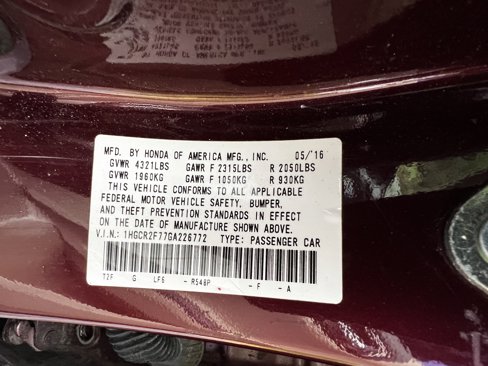 MFD. BY HONDA OF AMERICA MFG., INC. 05/'16
GVWR 4321LBS GAWR F 2315LBS R 2050LBS
GVWR 1960KG GAWR F 1050KG R 930KG
THIS VEHICLE CONFORMS TO ALL APPLICABLE
FEDERAL MOTOR VEHICLE SAFETY, BUMPER,
AND THEFT PREVENTION STANDARDS IN EFFECT
ON THE DATE OF MANUFACTURE SHOWN ABOVE.
V.I.N.: 1HGCR2F77GA226772 TYPE: PASSENGER CAR
T2F G LF6 - R548P - F - A